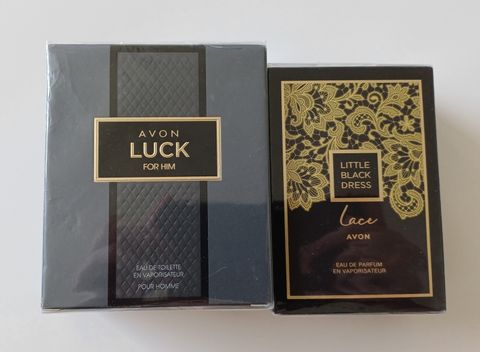 AVON
LUCK
FOR HIM
EAU DE TOILETTE
EN VAPORISATEUR
POUR HOMME
LITTLE
BLACK
DRESS
Lace
AVON
EAU DE PARFUM
EN VAPORISATEUR